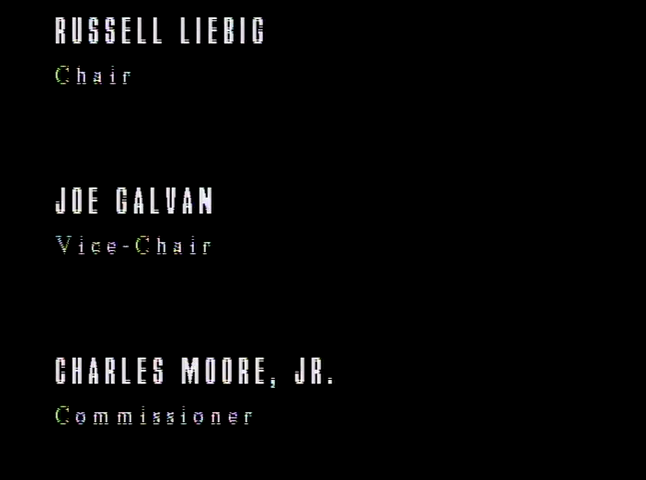 RUSSELL LIEBIG
Chair
JOE GALVAN
Vice-Chair
CHARLES MOORE, JR.
Commissioner